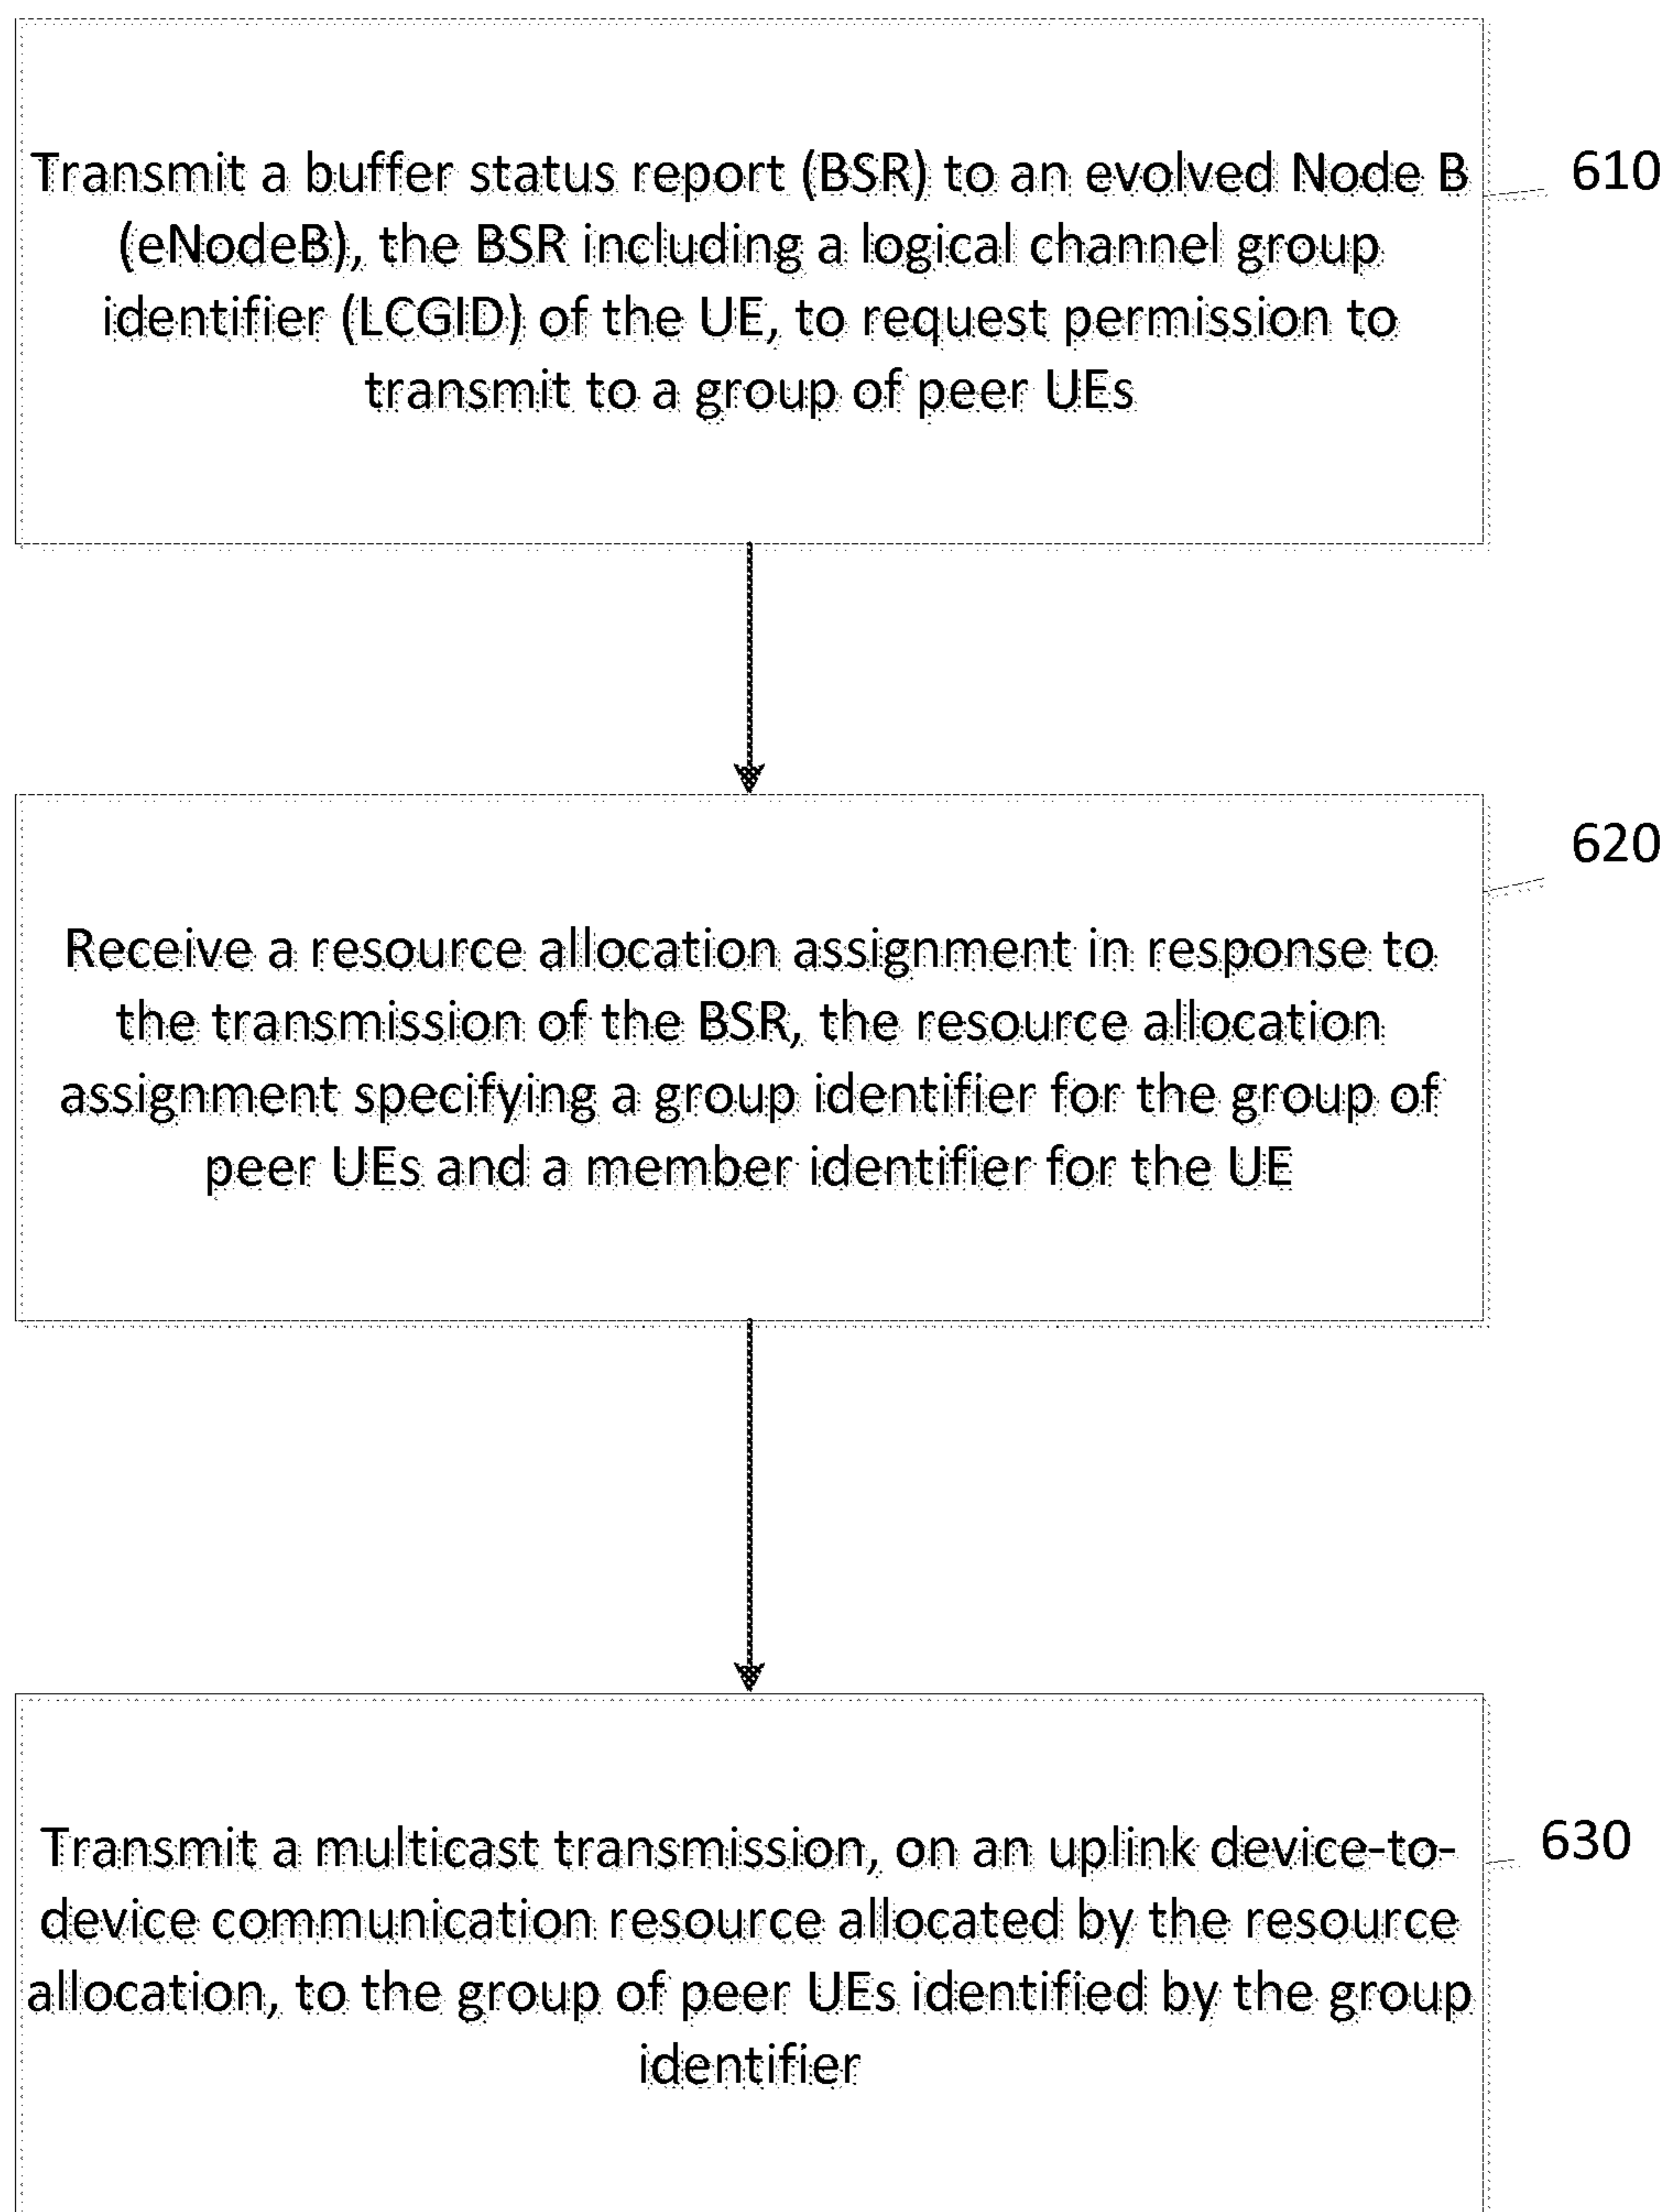 Transmit a buffer status report (BSR) to an evolved Node B
(eNodeB), the BSR including a logical channel group
identifier (LCGID) of the UE, to request permission to
transmit to a group of peer UEs
610
Receive a resource allocation assignment in response to
the transmission of the BSR, the resource allocation
assignment specifying a group identifier for the group of
peer UEs and a member identifier for the UE
620
Transmit a multicast transmission, on an uplink device-to-
device communication resource allocated by the resource
allocation, to the group of peer UEs identified by the group
identifier
630